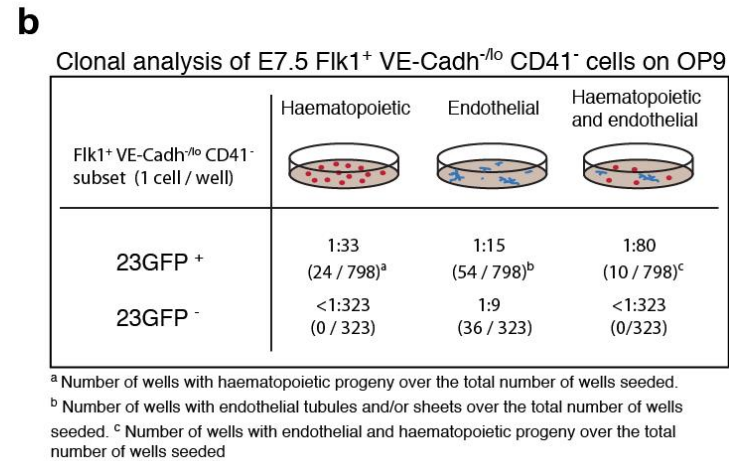 b
Clonal analysis of E7.5 Flk1⁺ VE-Cadh⁻/ˡᵒ CD41⁻ cells on OP9
Haematopoietic Endothelial Haematopoietic
and endothelial
Flk1⁺ VE-Cadh⁻/ˡᵒ CD41⁻
subset (1 cell / well)
23GFP ⁺ 1:33 1:15 1:80
(24 / 798)ᵃ (54 / 798)ᵇ (10 / 798)ᶜ
23GFP ⁻ <1:323 1:9 <1:323
(0 / 323) (36 / 323) (0/323)
ᵃ Number of wells with haematopoietic progeny over the total number of wells seeded.
ᵇ Number of wells with endothelial tubules and/or sheets over the total number of wells
seeded. ᶜ Number of wells with endothelial and haematopoietic progeny over the total
number of wells seeded